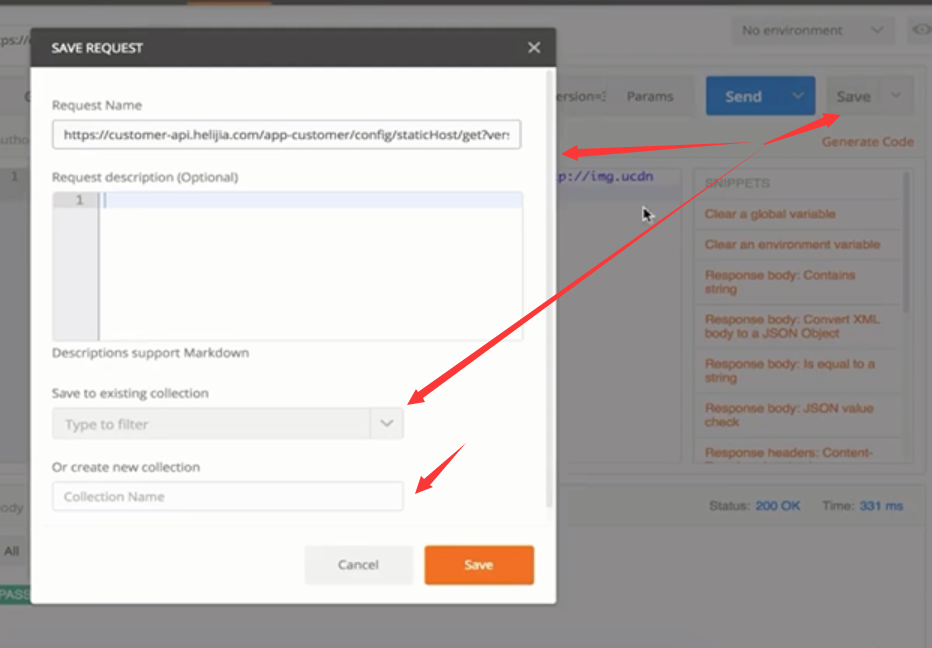 No environment
SAVE REQUEST
Params
Send
Save
Generate Code
Request Name
https://customer-api.helijia.com/app-customer/config/staticHost/get?ver
Request description (Optional)
1
1
p://img.ucdn
SNIPPETS
Clear a global variable
Clear an environment variable
Response body: Contains
string
Response body: Convert XML
body to a JSON Object
Response body: Is equal to a
string
Response body: JSON value
check
Response headers: Content-
Descriptions support Markdown
Save to existing collection
Type to filter
Or create new collection
Collection Name
Status: 200 OK
Time: 331 ms
All
Cancel
Save
PASS